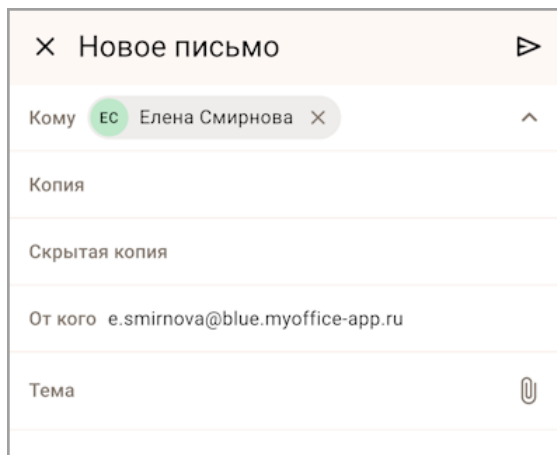 Новое письмо
Кому ЕС Елена Смирнова
Копия
Скрытая копия
От кого e.smirnova@blue.myoffice-app.ru
Тема